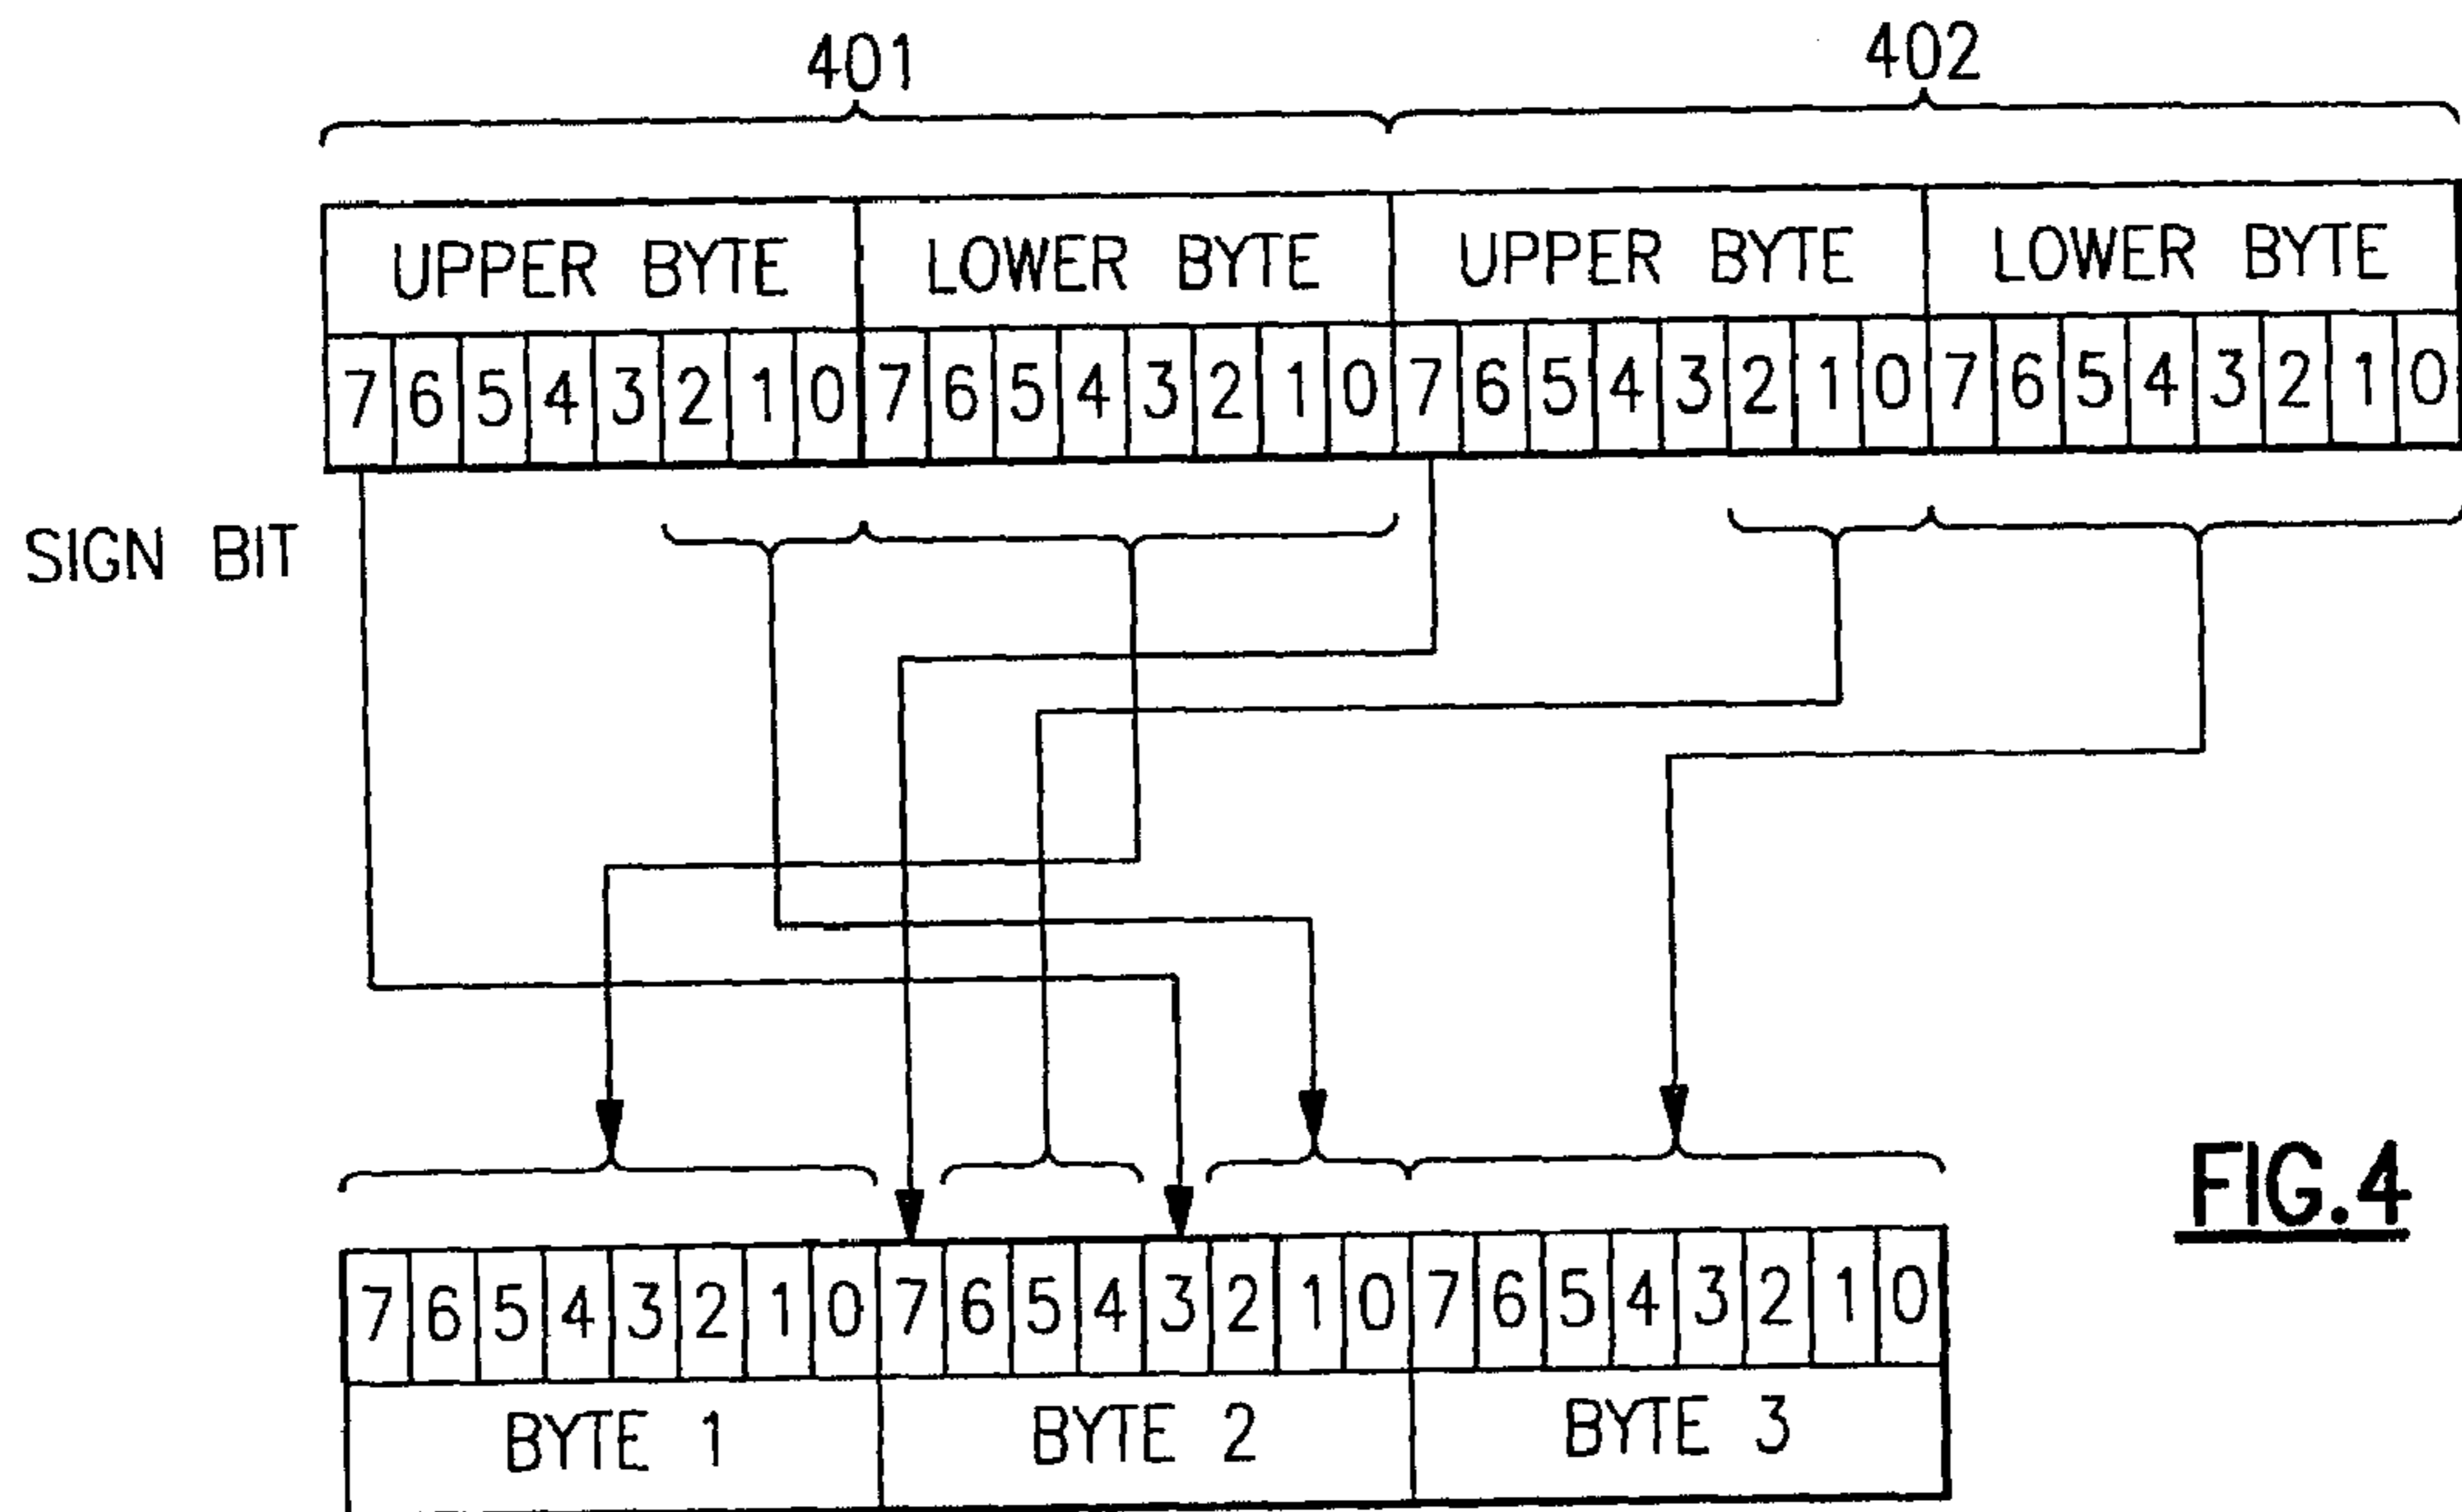 401 402
UPPER BYTE LOWER BYTE UPPER BYTE LOWER BYTE
7 6 5 4 3 2 1 0 7 6 5 4 3 2 1 0 7 6 5 4 3 2 1 0 7 6 5 4 3 2 1 0
SIGN BIT
7 6 5 4 3 2 1 0 7 6 5 4 3 2 1 0 7 6 5 4 3 2 1 0
BYTE 1 BYTE 2 BYTE 3
FIG.4